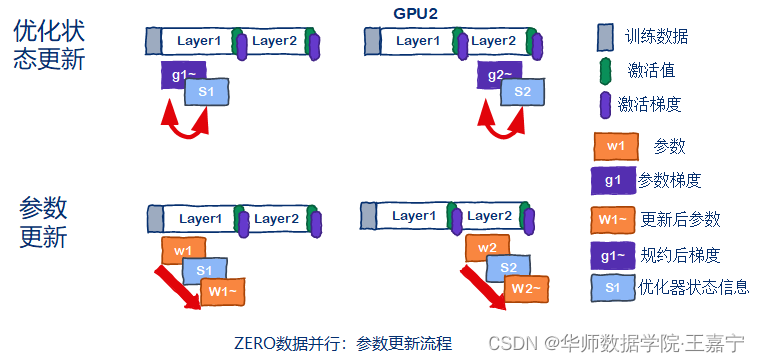 GPU2
优化状
态更新
Layer1 Layer2
Layer1 Layer2
g1~
S1
g2~
S2
训练数据
激活值
激活梯度
w1 参数
g1 参数梯度
W1~ 更新后参数
g1~ 规约后梯度
S1 优化器状态信息
参数
更新
Layer1 Layer2
Layer1 Layer2
w1
S1
W1~
w2
S2
W2~
ZERO数据并行：参数更新流程
CSDN @华师数据学院·王嘉宁